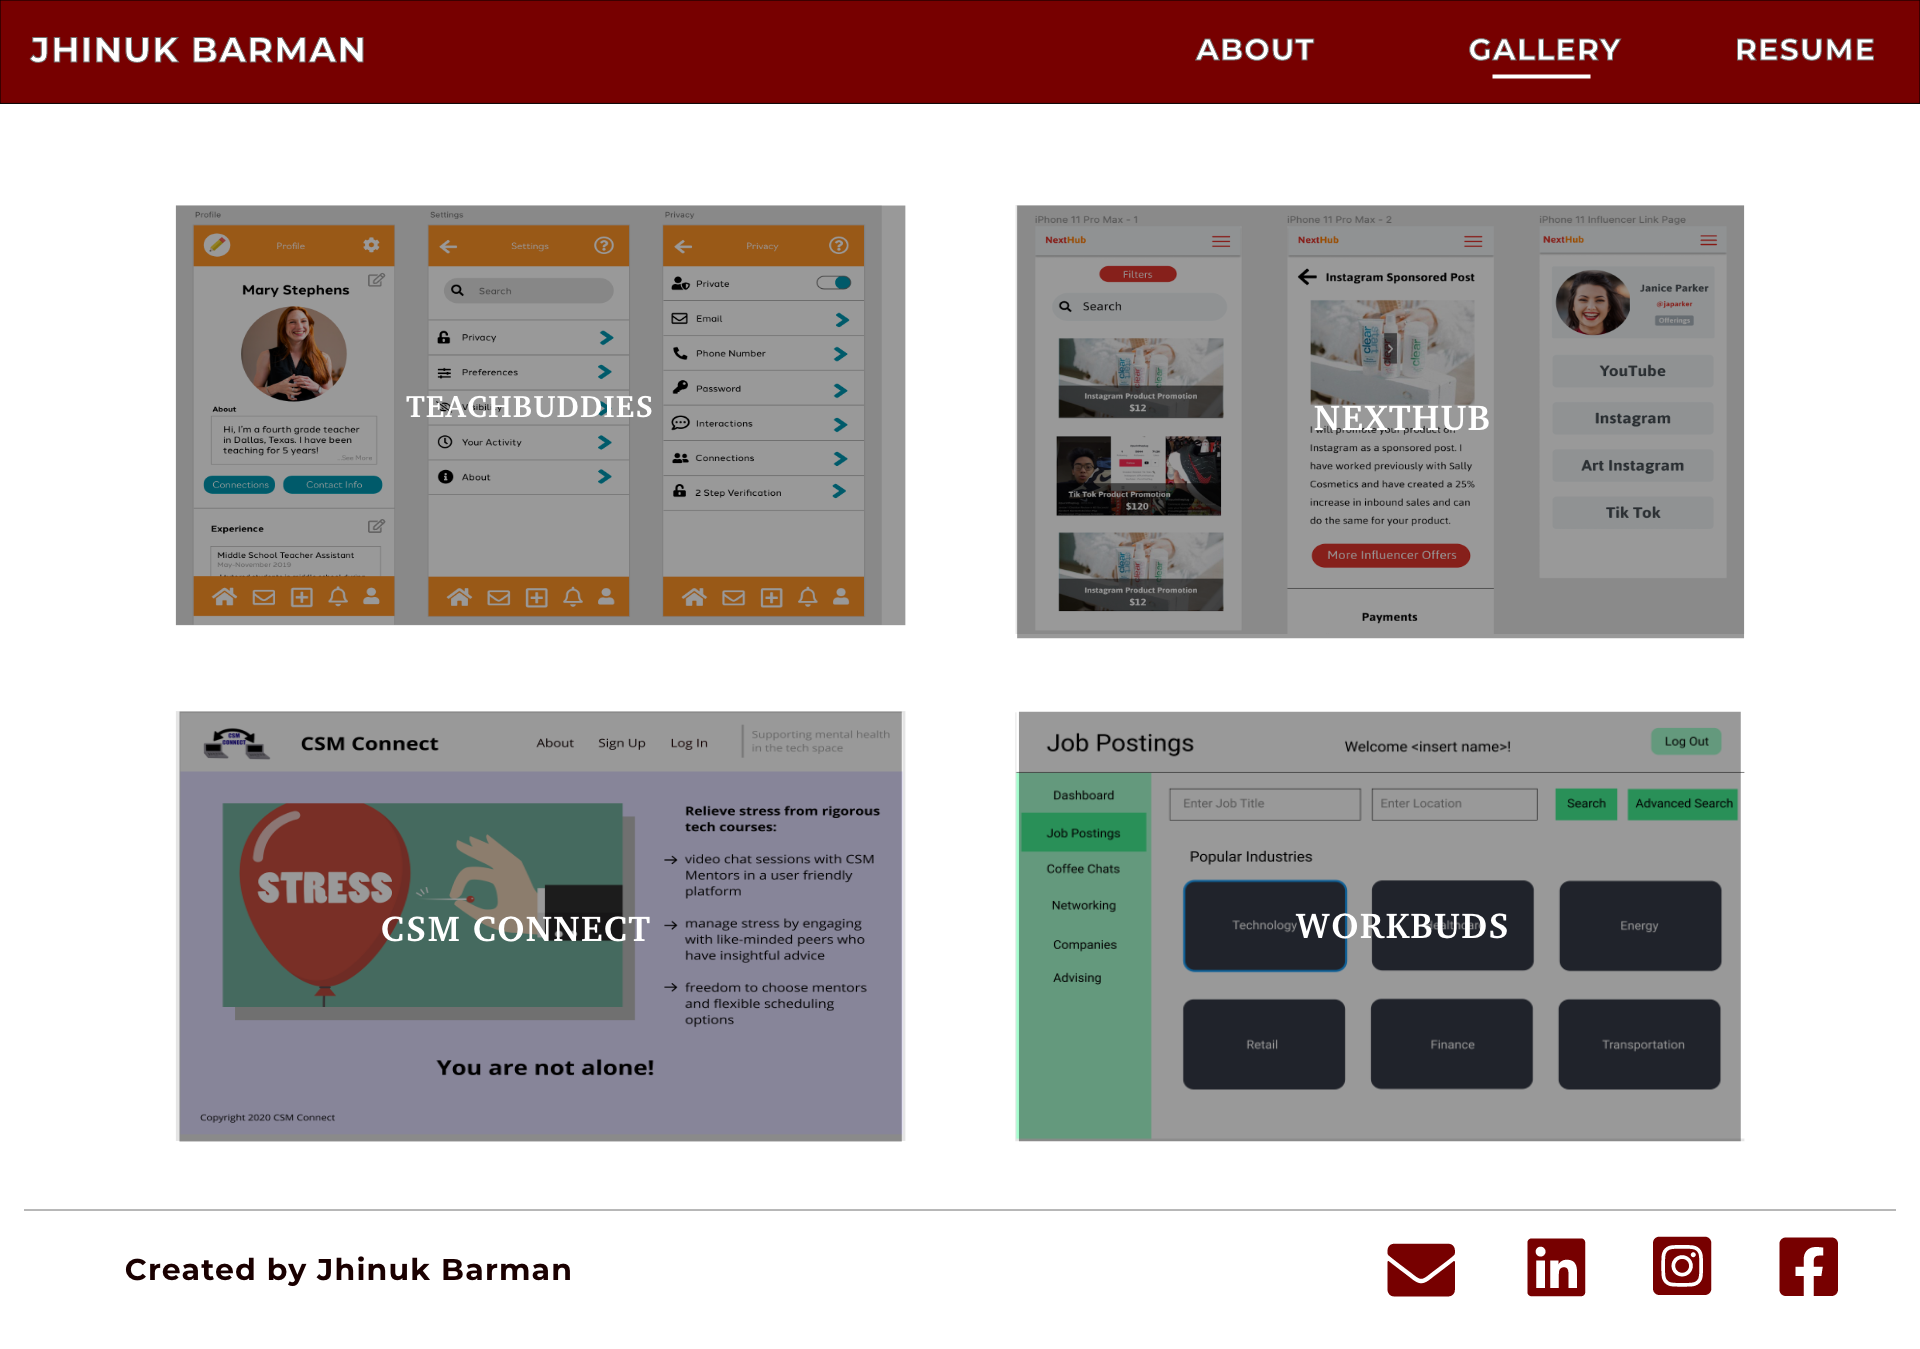 JHINUK BARMAN
ABOUT
GALLERY
RESUME
Profile
Settings
Privacy
Profile
Settings
Privacy
Mary Stephens
About
Hi, I'm a fourth grade teacher
in Dallas, Texas. I have been
teaching for 5 years!
...See More
Connections
Contact Info
Experience
Middle School Teacher Assistant
May-November 2019
Search
Privacy
Preferences
Visibility
Your Activity
About
Private
Email
Phone Number
Password
Interactions
Connections
2 Step Verification
TEACHBUDDIES
iPhone 11 Pro Max - 1
iPhone 11 Pro Max - 2
iPhone 11 Influencer Link Page
NextHub
Filters
Search
Instagram Product Promotion
$12
Tik Tok Product Promotion
$120
Instagram Product Promotion
$12
NextHub
Instagram Sponsored Post
clear
clear
I will promote your product on
Instagram as a sponsored post. I
have worked previously with Sally
Cosmetics and have created a 25%
increase in inbound sales and can
do the same for your product.
More Influencer Offers
Payments
NextHub
Janice Parker
@japarker
Offerings
YouTube
Instagram
Art Instagram
Tik Tok
NEXTHUB
CSM
CONNECT
CSM Connect
About
Sign Up
Log In
Supporting mental health
in the tech space
STRESS
Relieve stress from rigorous
tech courses:
→ video chat sessions with CSM
Mentors in a user friendly
platform
→ manage stress by engaging
with like-minded peers who
have insightful advice
→ freedom to choose mentors
and flexible scheduling
options
CSM CONNECT
You are not alone!
Copyright 2020 CSM Connect
Job Postings
Welcome <insert name>!
Log Out
Dashboard
Job Postings
Coffee Chats
Networking
Companies
Advising
Enter Job Title
Enter Location
Search
Advanced Search
Popular Industries
Technology
Healthcare
Energy
Retail
Finance
Transportation
WORKBUDS
Created by Jhinuk Barman